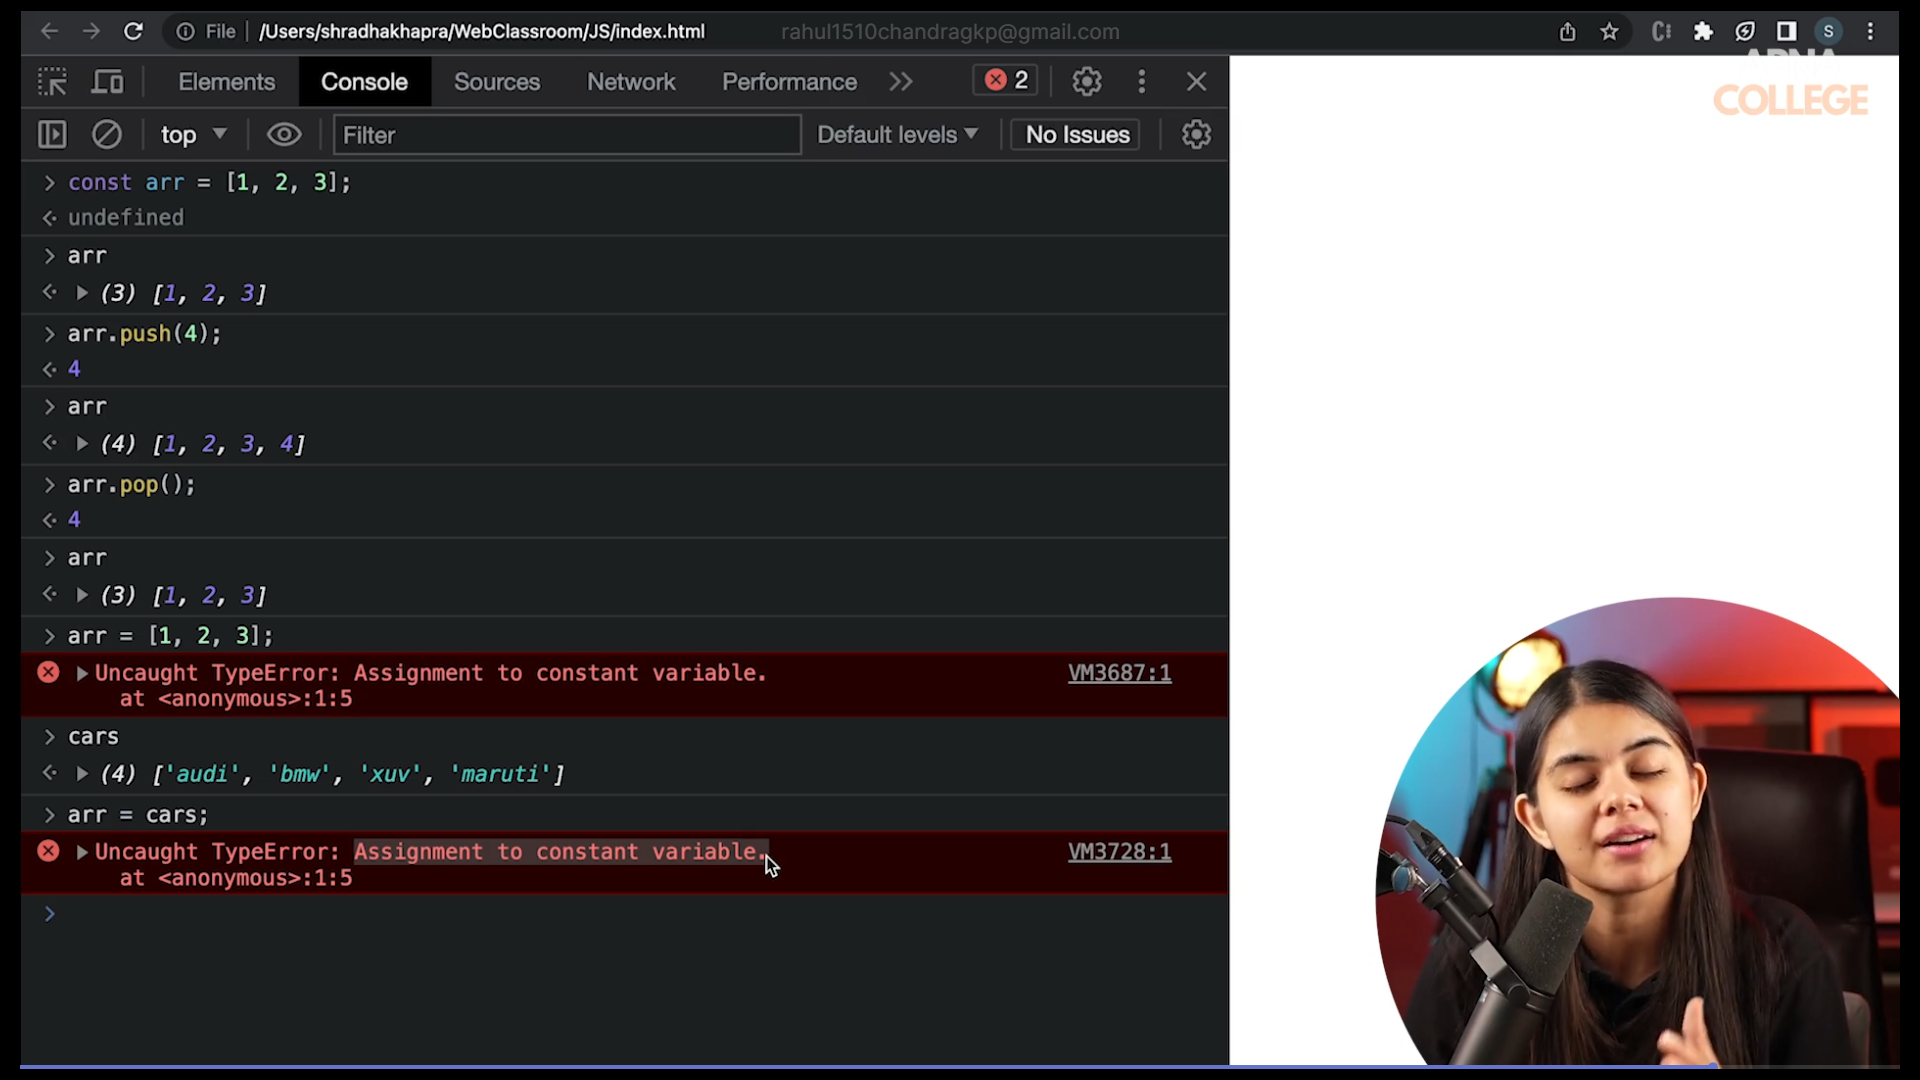 File /Users/shradhakhapra/WebClassroom/JS/index.html rahul1510chandragkp@gmail.com S
APNA
COLLEGE
Elements Console Sources Network Performance 2
top Filter Default levels No Issues
> const arr = [1, 2, 3];
undefined
> arr
(3) [1, 2, 3]
> arr.push(4);
4
> arr
(4) [1, 2, 3, 4]
> arr.pop();
4
> arr
(3) [1, 2, 3]
> arr = [1, 2, 3];
Uncaught TypeError: Assignment to constant variable. VM3687:1
at <anonymous>:1:5
> cars
(4) ['audi', 'bmw', 'xuv', 'maruti']
> arr = cars;
Uncaught TypeError: Assignment to constant variable. VM3728:1
at <anonymous>:1:5
>